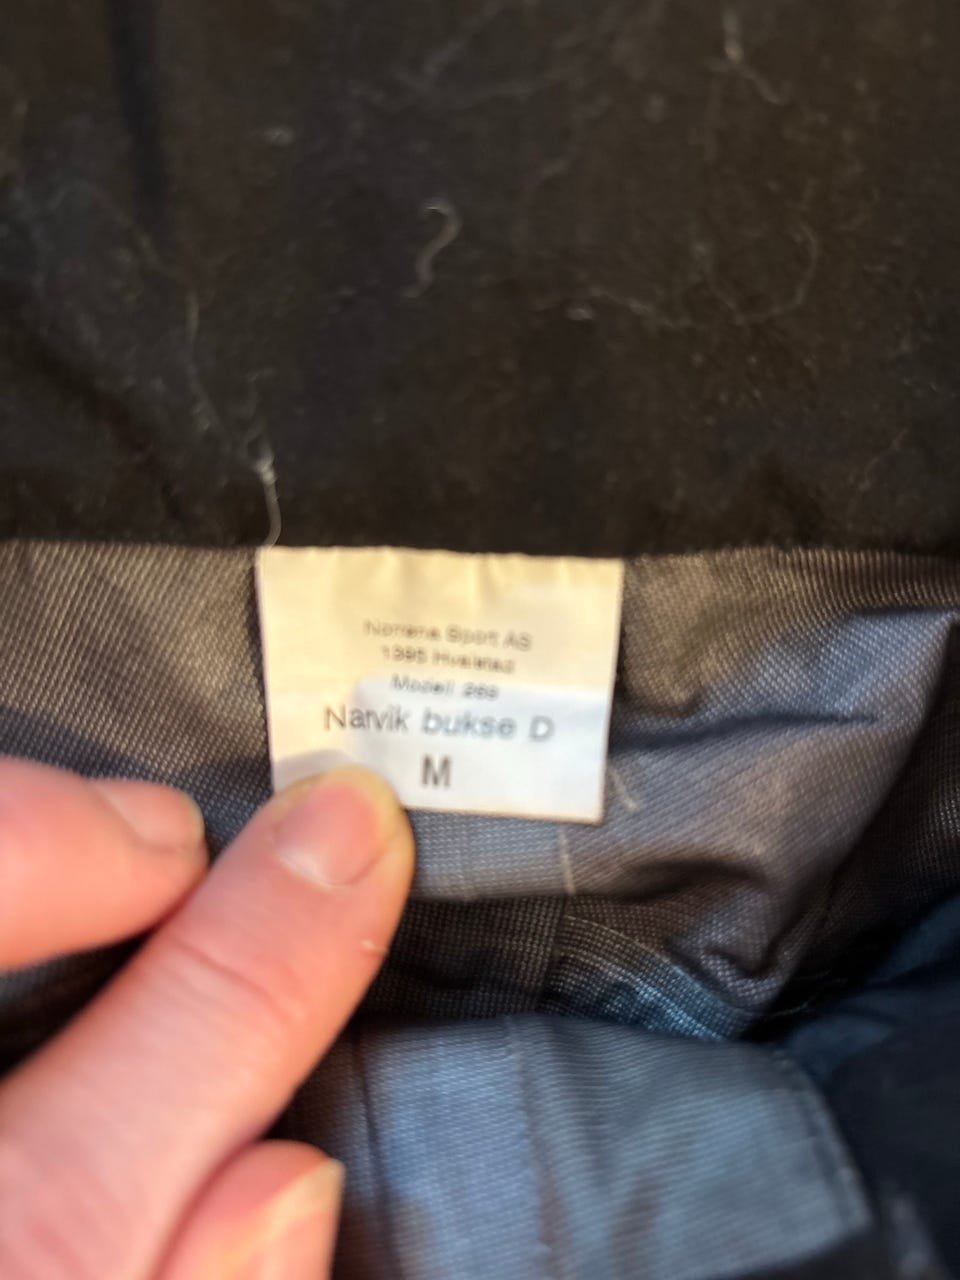 Norrøna Sport AS
1395 Hvalstad
Modell 269
Narvik bukse D
M